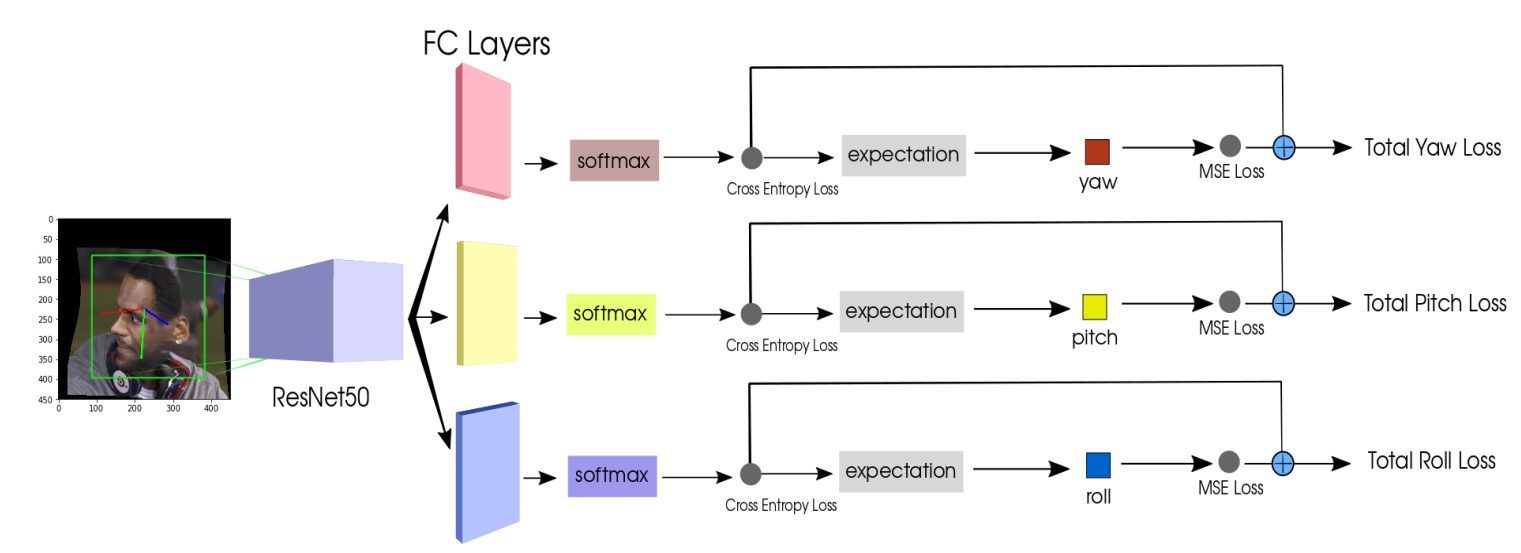 FC Layers
softmax
Cross Entropy Loss
expectation
yaw
MSE Loss
Total Yaw Loss
0
50
100
150
200
250
300
350
400
450
0
100
200
300
400
ResNet50
softmax
Cross Entropy Loss
expectation
pitch
MSE Loss
Total Pitch Loss
softmax
Cross Entropy Loss
expectation
roll
MSE Loss
Total Roll Loss